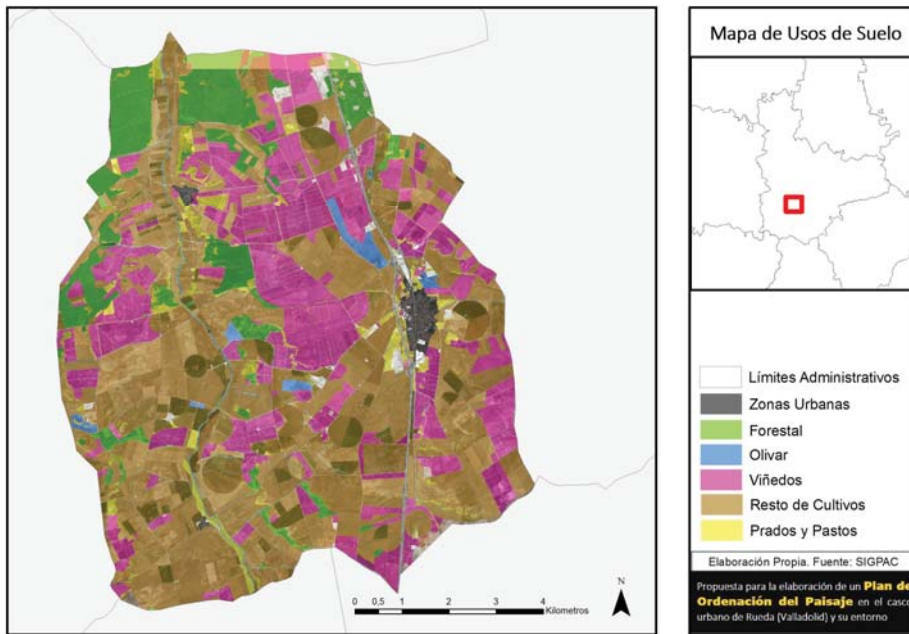 Mapa de Usos de Suelo
Límites Administrativos
Zonas Urbanas
Forestal
Olivar
Viñedos
Resto de Cultivos
Prados y Pastos
Elaboración Propia. Fuente: SIGPAC
Propuesta para la elaboración de un Plan de
Ordenación del Paisaje en el casco
urbano de Rueda (Valladolid) y su entorno
N
0 0,5 1 2 3 4
Kilometros